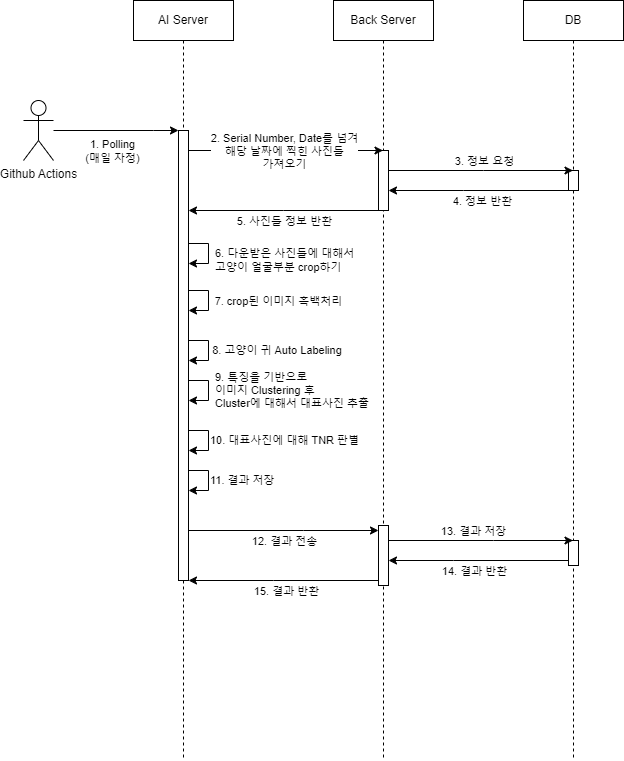 AI Server
Back Server
DB
Github Actions
1. Polling
(매일 자정)
2. Serial Number, Date를 넘겨
해당 날짜에 찍힌 사진들
가져오기
3. 정보 요청
4. 정보 반환
5. 사진들 정보 반환
6. 다운받은 사진들에 대해서
고양이 얼굴부분 crop하기
7. crop된 이미지 흑백처리
8. 고양이 귀 Auto Labeling
9. 특징을 기반으로
이미지 Clustering 후
Cluster에 대해서 대표사진 추출
10. 대표사진에 대해 TNR 판별
11. 결과 저장
12. 결과 전송
13. 결과 저장
14. 결과 반환
15. 결과 반환